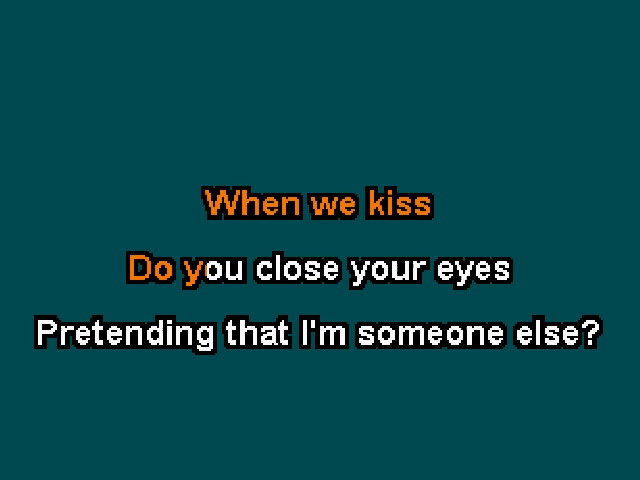 When we kiss
Do you close your eyes
Pretending that I'm someone else?